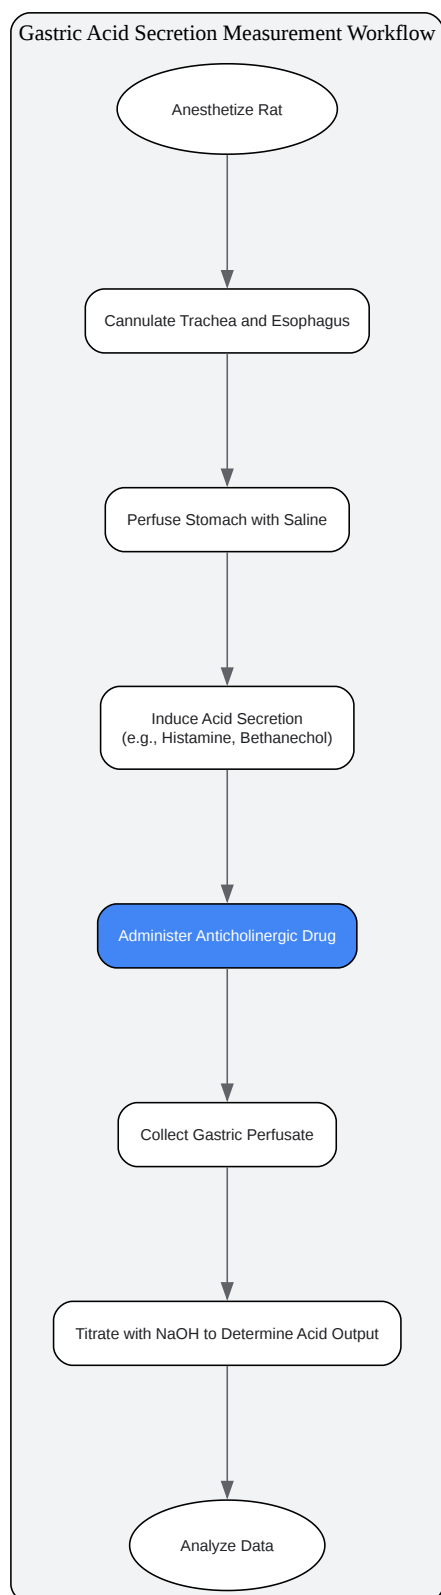 Gastric Acid Secretion Measurement Workflow
Anesthetize Rat
Cannulate Trachea and Esophagus
Perfuse Stomach with Saline
Induce Acid Secretion
(e.g., Histamine, Bethanechol)
Administer Anticholinergic Drug
Collect Gastric Perfusate
Titrate with NaOH to Determine Acid Output
Analyze Data